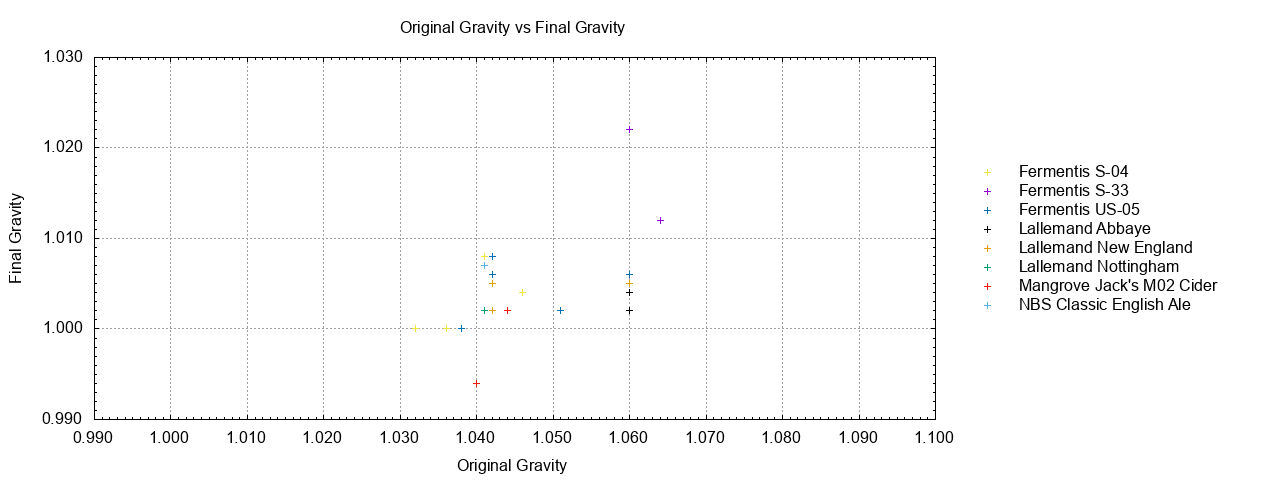 Original Gravity vs Final Gravity
1.030
1.020
1.010
1.000
0.990
Final Gravity
0.990 1.000 1.010 1.020 1.030 1.040 1.050 1.060 1.070 1.080 1.090 1.100
Original Gravity
Fermentis S-04
Fermentis S-33
Fermentis US-05
Lallemand Abbaye
Lallemand New England
Lallemand Nottingham
Mangrove Jack's M02 Cider
NBS Classic English Ale